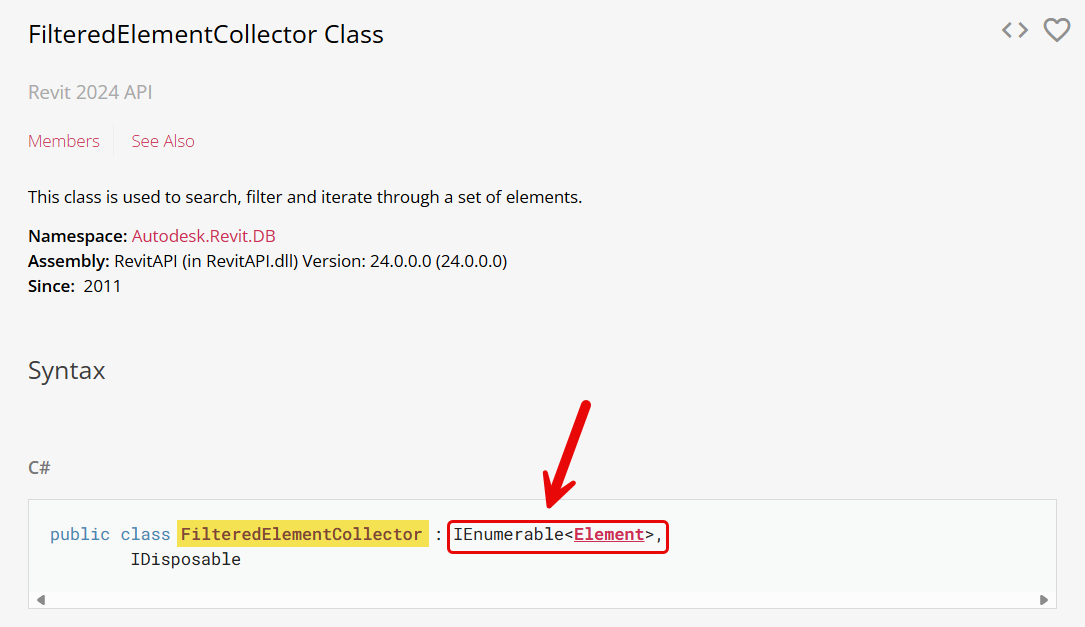 FilteredElementCollector Class
Revit 2024 API
Members
See Also
This class is used to search, filter and iterate through a set of elements.
Namespace: Autodesk.Revit.DB
Assembly: RevitAPI (in RevitAPI.dll) Version: 24.0.0.0 (24.0.0.0)
Since: 2011
Syntax
C#
public class FilteredElementCollector : IEnumerable<Element>,
IDisposable